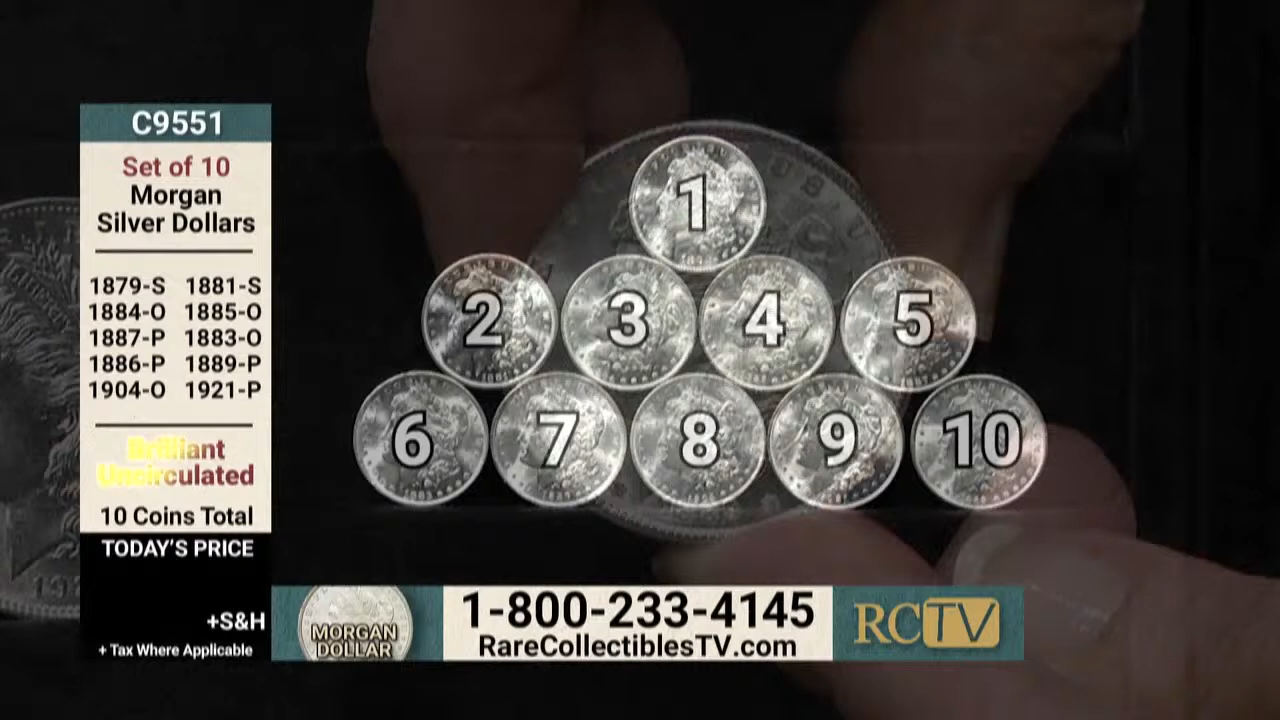 C9551
Set of 10
Morgan
Silver Dollars
1879-S 1881-S
1884-O 1885-O
1887-P 1883-O
1886-P 1889-P
1904-O 1921-P
Brilliant
Uncirculated
10 Coins Total
TODAY'S PRICE
+S&H
+ Tax Where Applicable
1
2 3 4 5
6 7 8 9 10
MORGAN
DOLLAR
1-800-233-4145
RareCollectiblesTV.com
RCTV